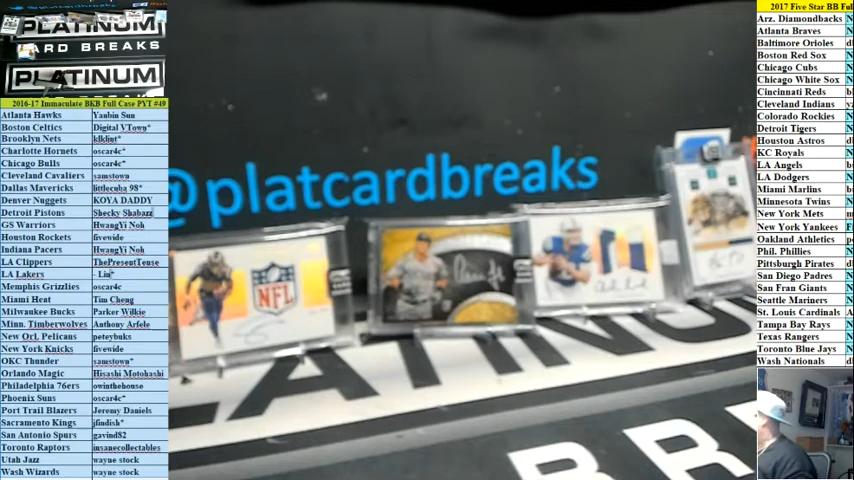 PLATINUM
CARD BREAKS
PLATINUM
2016-17 Immaculate BKB Full Case PYT #49
Atlanta Hawks Yanbin Sun
Boston Celtics Digital VTown*
Brooklyn Nets klklint*
Charlotte Hornets oscar4c*
Chicago Bulls oscar4c*
Cleveland Cavaliers samstown
Dallas Mavericks littlecuba 98*
Denver Nuggets KOYA DADDY
Detroit Pistons Shecky Shabazz
GS Warriors HwangYi Noh
Houston Rockets fivewide
Indiana Pacers HwangYi Noh
LA Clippers ThePresentTeuse
LA Lakers - Lin
Memphis Grizzlies oscar4c
Miami Heat Tim Cheng
Milwaukee Bucks Parker Wilkie
Minn. Timberwolves Anthony Arfele
New Orl. Pelicans peteybuks
New York Knicks fivewide
OKC Thunder samstown*
Orlando Magic Hisashi Motohashi
Philadelphia 76ers owinthehouse
Phoenix Suns oscar4c*
Port Trail Blazers Jeremy Daniels
Sacramento Kings jfindish*
San Antonio Spurs gavind82
Toronto Raptors insanecollectables
Utah Jazz wayne stock
Wash Wizards wayne stock
@platcardbreaks
NFL
PLATINUM
BRE
2017 Five Star BB Ful
Arz. Diamondbacks N
Atlanta Braves N
Baltimore Orioles d
Boston Red Sox N
Chicago Cubs N
Chicago White Sox N
Cincinnati Reds b
Cleveland Indians
Colorado Rockies N
Detroit Tigers N
Houston Astros d
KC Royals N
LA Angels b
LA Dodgers N
Miami Marlins b
Minnesota Twins N
New York Mets m
New York Yankees F
Oakland Athletics p
Phil. Phillies N
Pittsburgh Pirates d
San Diego Padres N
San Fran Giants N
Seattle Mariners N
St. Louis Cardinals A
Tampa Bay Rays N
Texas Rangers N
Toronto Blue Jays N
Wash Nationals d